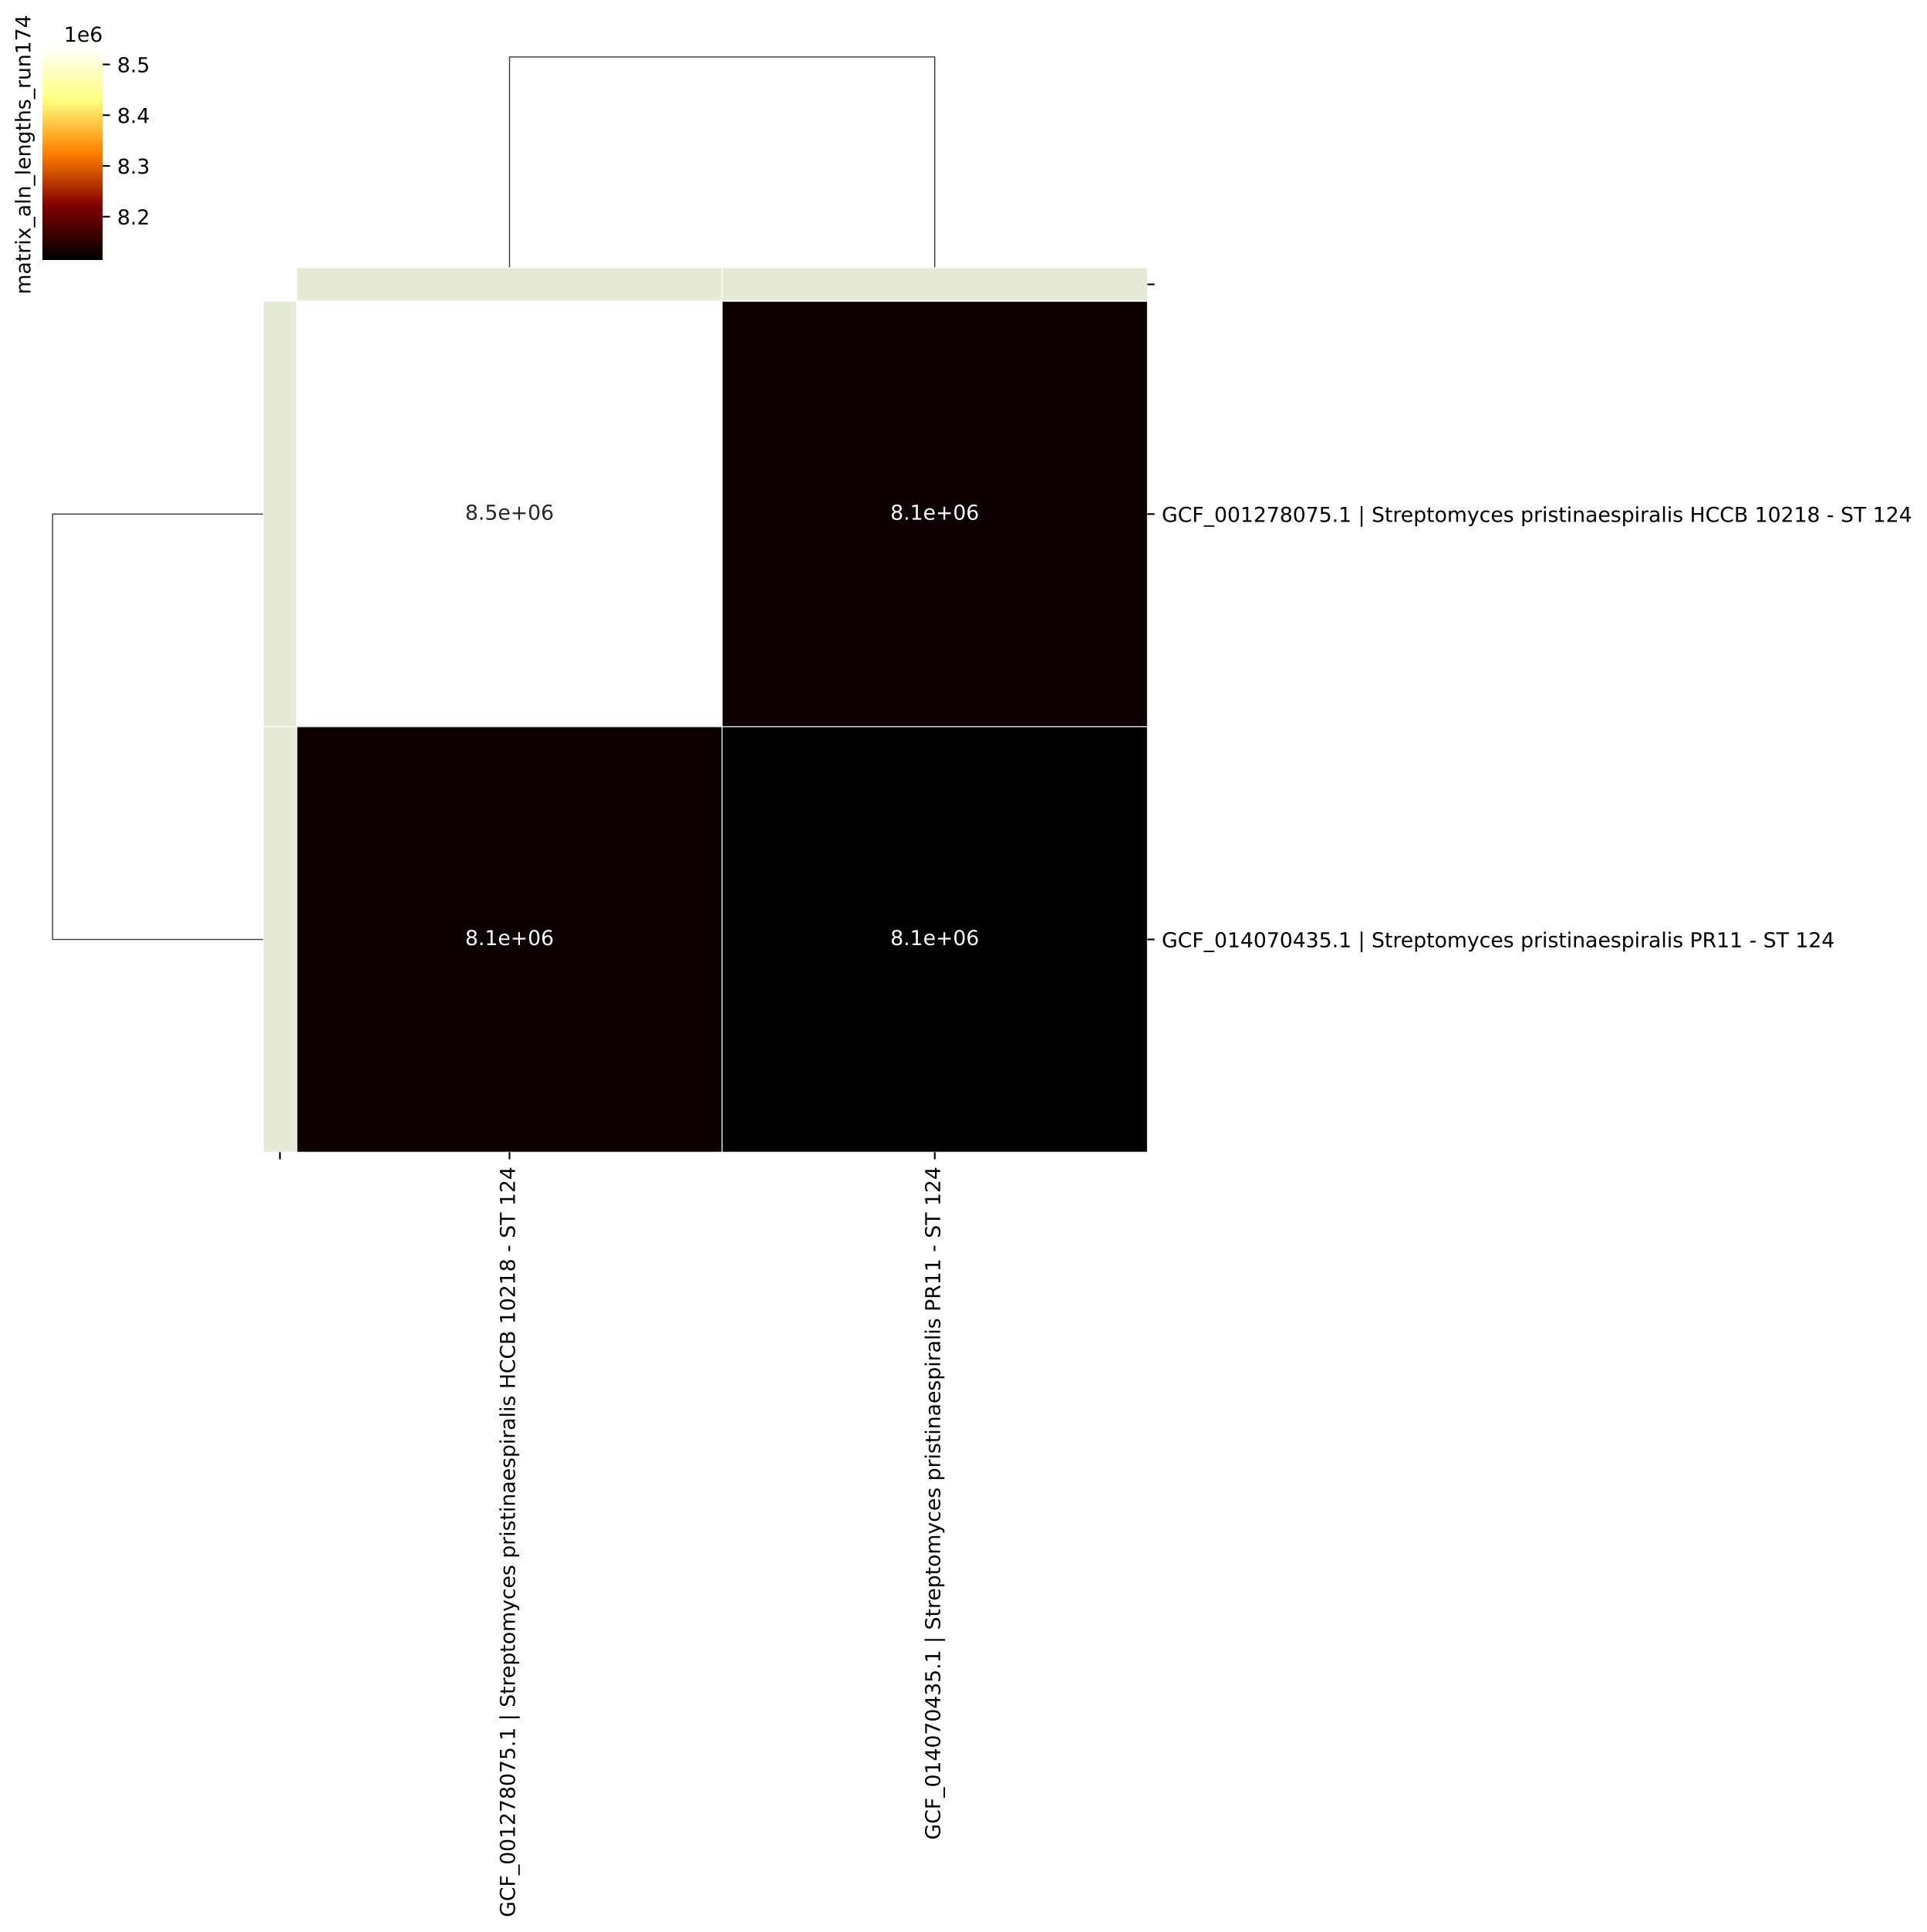 matrix_aln_lengths_run174
1e6
8.5
8.4
8.3
8.2
8.5e+06
8.1e+06
GCF_001278075.1 | Streptomyces pristinaespiralis HCCB 10218 - ST 124
8.1e+06
8.1e+06
GCF_014070435.1 | Streptomyces pristinaespiralis PR11 - ST 124
GCF_001278075.1 | Streptomyces pristinaespiralis HCCB 10218 - ST 124
GCF_014070435.1 | Streptomyces pristinaespiralis PR11 - ST 124